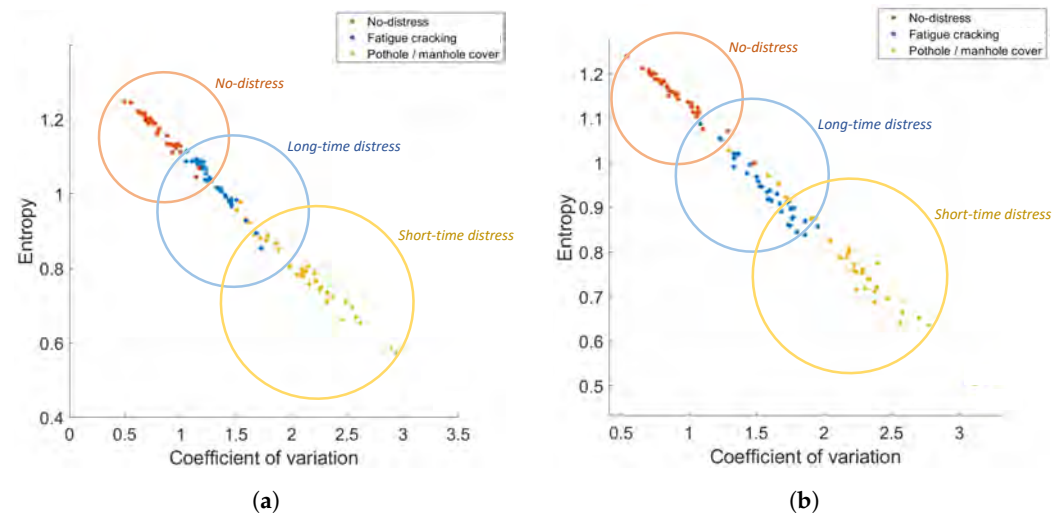 No-distress
Fatigue cracking
Pothole / manhole cover
No-distress
Long-time distress
Short-time distress
Entropy
1.2
1
0.8
0.6
0.4
0
0.5
1
1.5
2
2.5
3
3.5
Coefficient of variation
(a)
No-distress
Fatigue cracking
Pothole / manhole cover
No-distress
Long-time distress
Short-time distress
Entropy
1.2
1.1
1
0.9
0.8
0.7
0.6
0.5
0.5
1
1.5
2
2.5
3
3.
Coefficient of variation
(b)